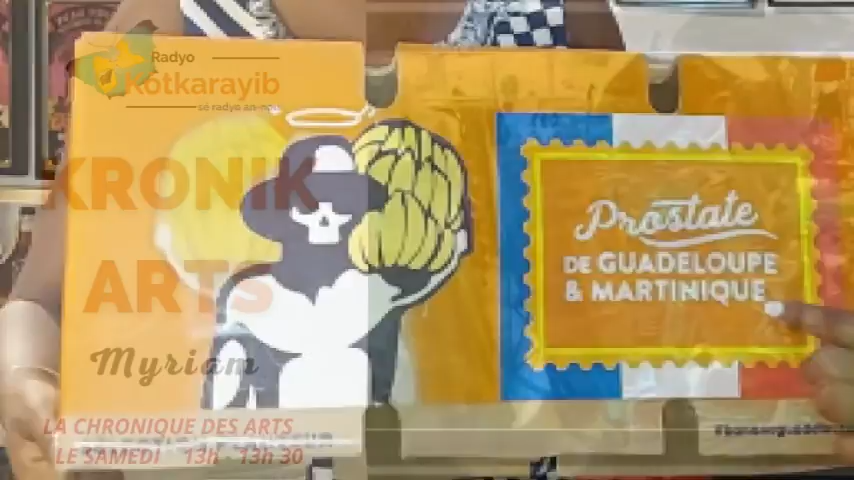 Radyo
Kotkarayib
sé radyo an-nou
KRONIK
ARTS
Myriam
LA CHRONIQUE DES ARTS
LE SAMEDI 13h - 13h 30
Prostate
DE GUADELOUPE
& MARTINIQUE